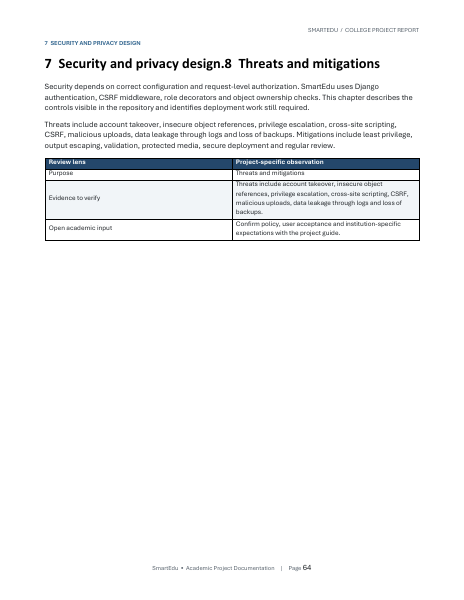 SMARTEDU / COLLEGE PROJECT REPORT
7 SECURITY AND PRIVACY DESIGN
7 Security and privacy design.8 Threats and mitigations
Security depends on correct configuration and request-level authorization. SmartEdu uses Django
authentication, CSRF middleware, role decorators and object ownership checks. This chapter describes the
controls visible in the repository and identifies deployment work still required.
Threats include account takeover, insecure object references, privilege escalation, cross-site scripting,
CSRF, malicious uploads, data leakage through logs and loss of backups. Mitigations include least privilege,
output escaping, validation, protected media, secure deployment and regular review.
Review lens Project-specific observation
Purpose Threats and mitigations
Evidence to verify Threats include account takeover, insecure object
references, privilege escalation, cross-site scripting, CSRF,
malicious uploads, data leakage through logs and loss of
backups.
Open academic input Confirm policy, user acceptance and institution-specific
expectations with the project guide.
SmartEdu • Academic Project Documentation | Page 64